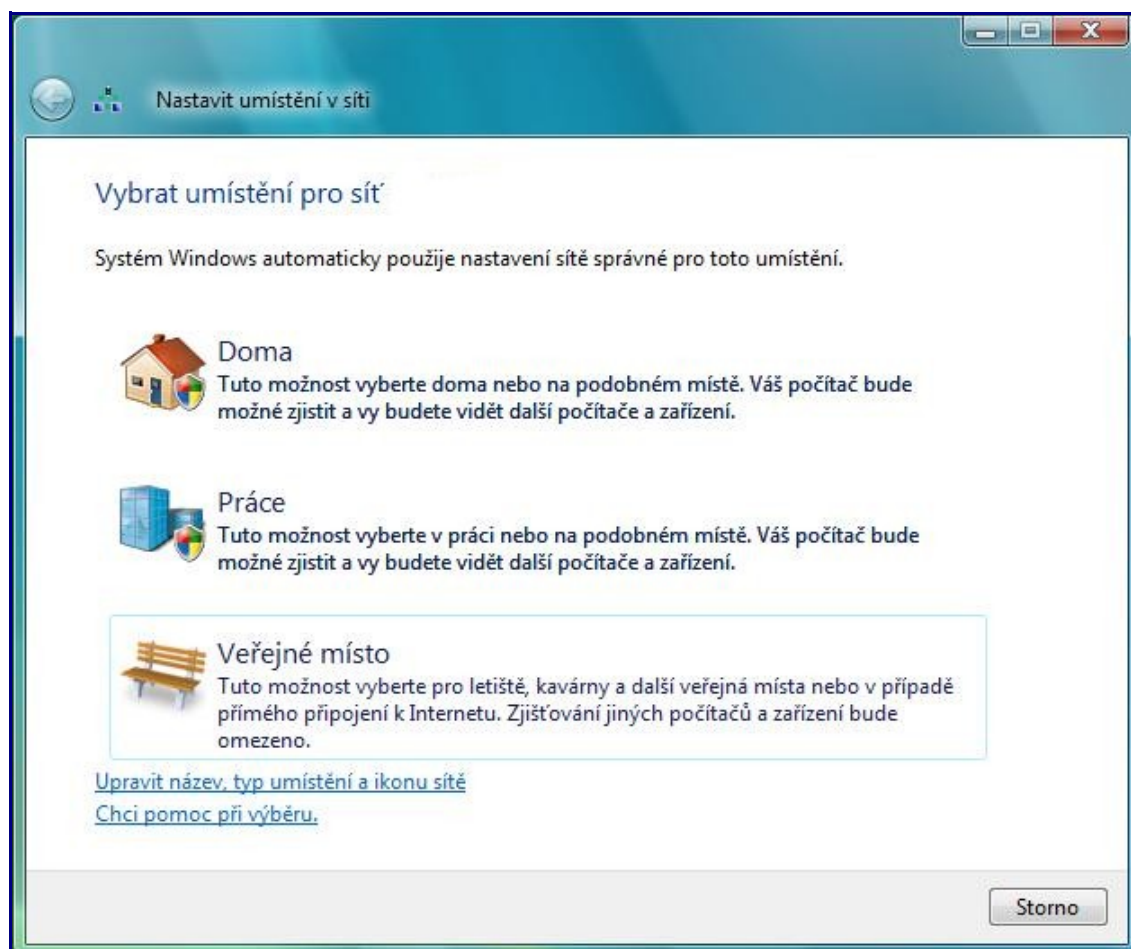 Nastavit umístění v síti
Vybrat umístění pro síť
Systém Windows automaticky použije nastavení sítě správné pro toto umístění.
Doma
Tuto možnost vyberte doma nebo na podobném místě. Váš počítač bude
možné zjistit a vy budete vidět další počítače a zařízení.
Práce
Tuto možnost vyberte v práci nebo na podobném místě. Váš počítač bude
možné zjistit a vy budete vidět další počítače a zařízení.
Veřejné místo
Tuto možnost vyberte pro letiště, kavárny a další veřejná místa nebo v případě
přímého připojení k Internetu. Zjišťování jiných počítačů a zařízení bude
omezeno.
Upravit název, typ umístění a ikonu sítě
Chci pomoc při výběru.
Storno